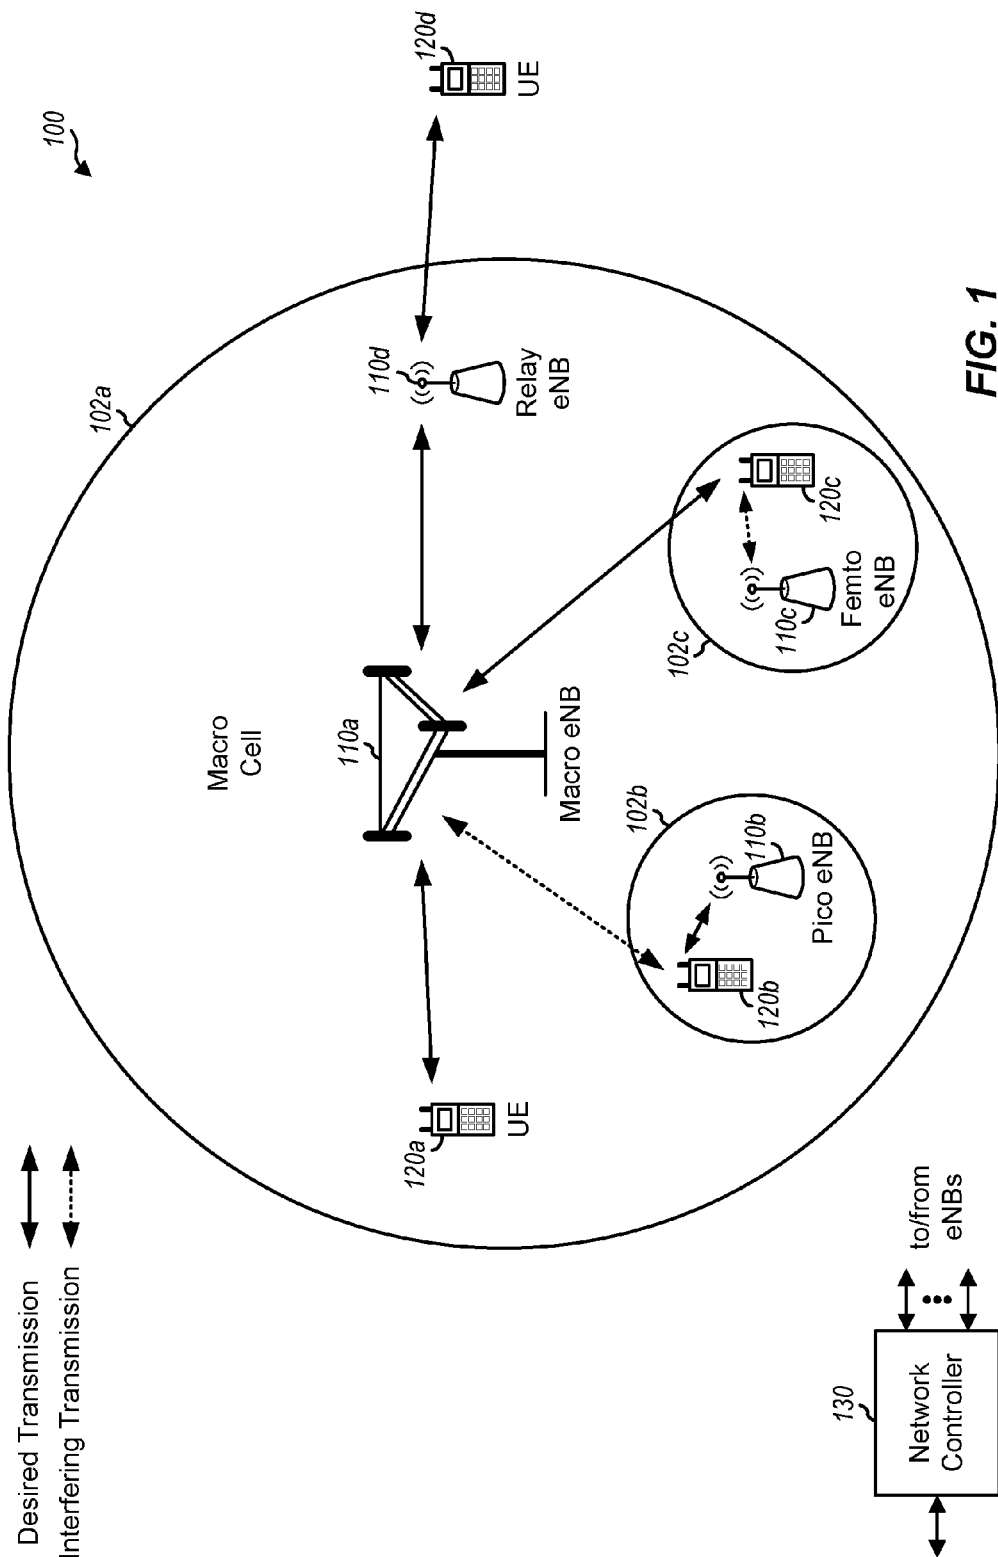 Desired Transmission
Interfering Transmission
100
102a
Macro
Cell
110a
Macro eNB
120a
UE
110d
Relay
eNB
120d
UE
102b
110b
Pico eNB
120b
102c
110c
Femto
eNB
120c
130
Network
Controller
to/from
eNBs
FIG. 1